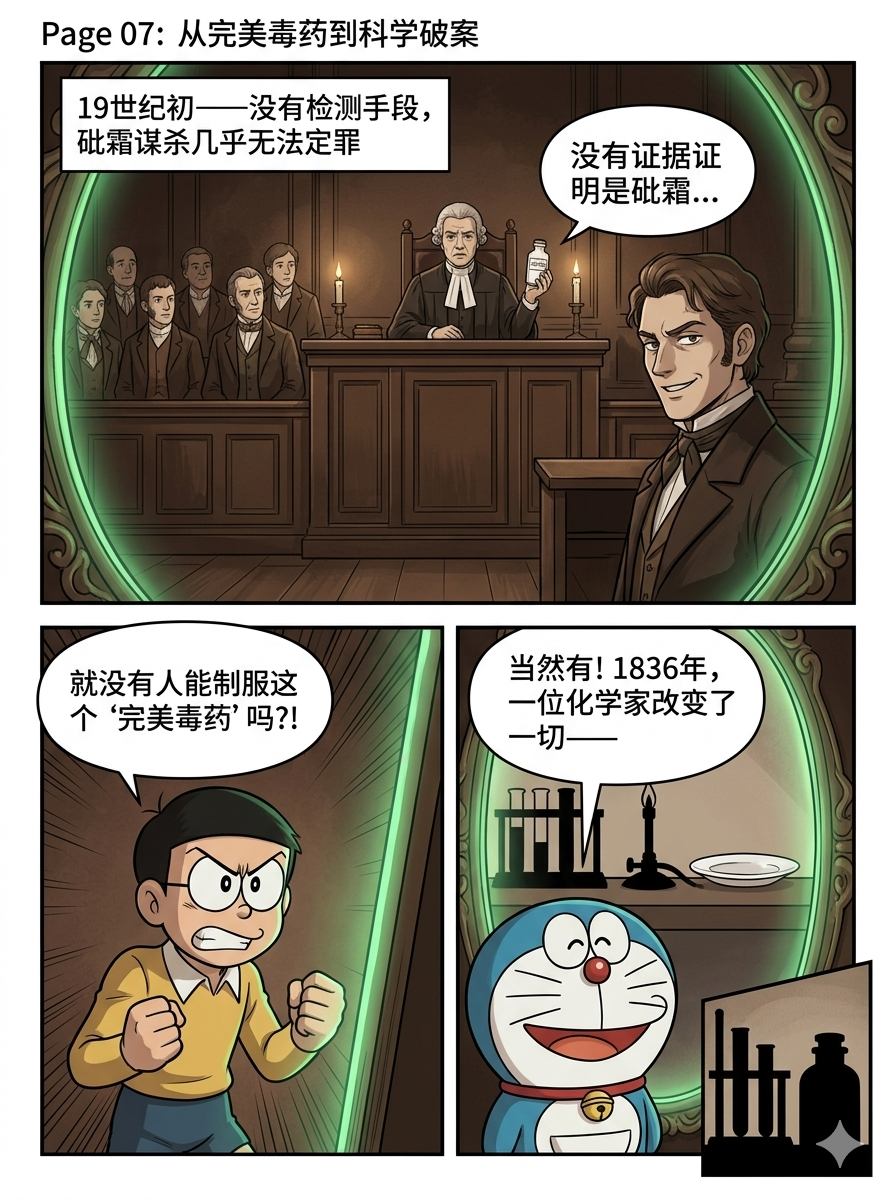 Page 07: 从完美毒药到科学破案
19世纪初——没有检测手段，
砒霜谋杀几乎无法定罪
没有证据证
明是砒霜...
就没有人能制服这
个‘完美毒药’吗?!
当然有! 1836年，
一位化学家改变了
一切——